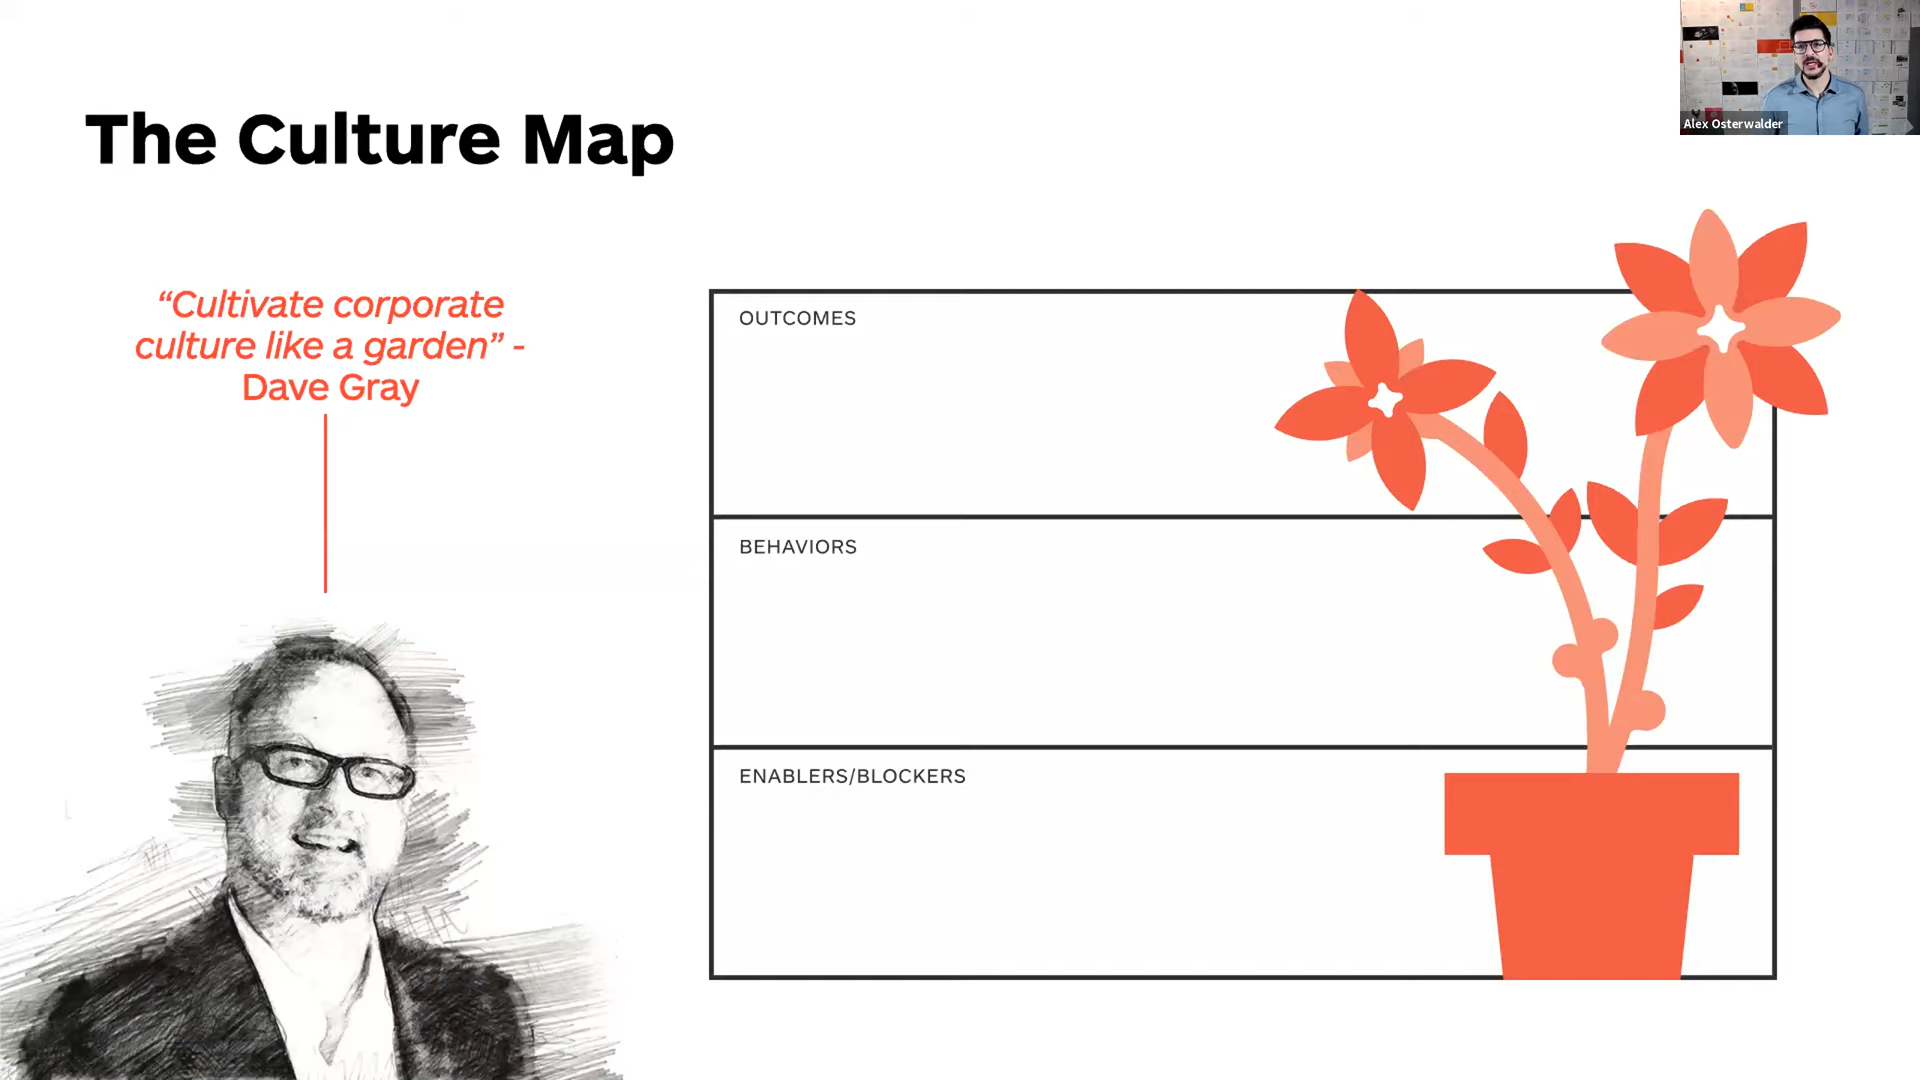 Alex Osterwalder
The Culture Map
“Cultivate corporate
culture like a garden” -
Dave Gray
OUTCOMES
BEHAVIORS
ENABLERS/BLOCKERS